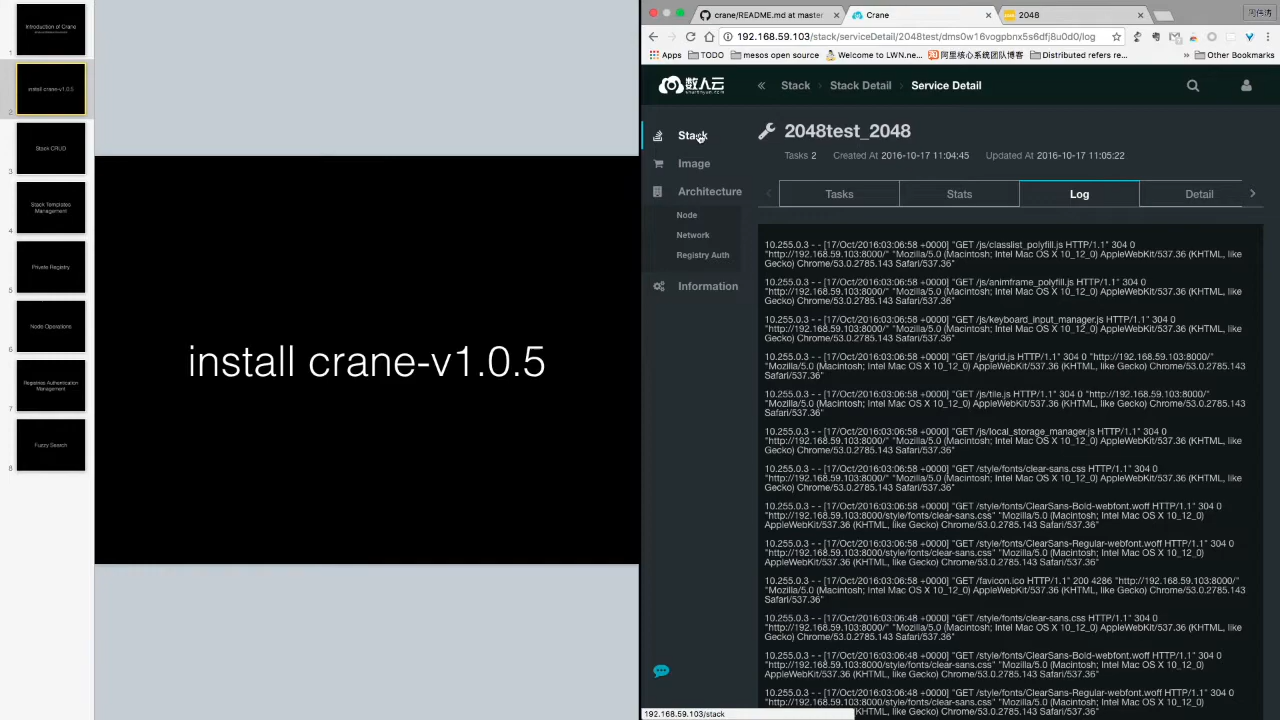 Introduction of Crane
1
install crane-v1.0.5
2
Stack CRUD
3
Stack Templates
Management
4
Private Registry
5
Node Operations
6
Registries Authentication
Management
7
Fuzzy Search
8
install crane-v1.0.5
crane/README.md at master
Crane
2048
192.168.59.103/stack/serviceDetail/2048test/dms0w16vogpbnx5s6dfj8u0d0/log
Apps
TODO
mesos open source
Welcome LWN.ne
阿里核心系统团队博
Other Bookmarks
数人云
shurenyun.com
Stack
Stack Detail
Service Detail
Stack
Image
Architecture
Node
Network
Registry Auth
Information
2048test_2048
Tasks 2 Created At 2016-10-17 11:04:45 Updated At 2016-10-17 11:05:22
Tasks
Stats
Log
Detail
10.255.0.3 - - [17/Oct/2016:03:06:58 +0000] "GET /js/classlist_polyfill.js HTTP/1.1" 304 0
"http://192.168.59.103:8000/" "Mozilla/5.0 (Macintosh; Intel Mac OS X 10_12_0) AppleWebKit/537.36 (KHTML, like
Gecko) Chrome/53.0.2785.143 Safari/537.36"
10.255.0.3 - - [17/Oct/2016:03:06:58 +0000] "GET /js/animframe_polyfill.js HTTP/1.1" 304 0
"http://192.168.59.103:8000/" "Mozilla/5.0 (Macintosh; Intel Mac OS X 10_12_0) AppleWebKit/537.36 (KHTML, like
Gecko) Chrome/53.0.2785.143 Safari/537.36"
10.255.0.3 - - [17/Oct/2016:03:06:58 +0000] "GET /js/keyboard_input_manager.js HTTP/1.1" 304 0
"http://192.168.59.103:8000/" "Mozilla/5.0 (Macintosh; Intel Mac OS X 10_12_0) AppleWebKit/537.36 (KHTML, like
Gecko) Chrome/53.0.2785.143 Safari/537.36"
10.255.0.3 - - [17/Oct/2016:03:06:58 +0000] "GET /js/grid.js HTTP/1.1" 304 0 "http://192.168.59.103:8000/"
"Mozilla/5.0 (Macintosh; Intel Mac OS X 10_12_0) AppleWebKit/537.36 (KHTML, like Gecko) Chrome/53.0.2785.143
Safari/537.36"
10.255.0.3 - - [17/Oct/2016:03:06:58 +0000] "GET /js/tile.js HTTP/1.1" 304 0 "http://192.168.59.103:8000/"
"Mozilla/5.0 (Macintosh; Intel Mac OS X 10_12_0) AppleWebKit/537.36 (KHTML, like Gecko) Chrome/53.0.2785.143
Safari/537.36"
10.255.0.3 - - [17/Oct/2016:03:06:58 +0000] "GET /js/local_storage_manager.js HTTP/1.1" 304 0
"http://192.168.59.103:8000/" "Mozilla/5.0 (Macintosh; Intel Mac OS X 10_12_0) AppleWebKit/537.36 (KHTML, like
Gecko) Chrome/53.0.2785.143 Safari/537.36"
10.255.0.3 - - [17/Oct/2016:03:06:58 +0000] "GET /style/fonts/clear-sans.css HTTP/1.1" 304 0
"http://192.168.59.103:8000/" "Mozilla/5.0 (Macintosh; Intel Mac OS X 10_12_0) AppleWebKit/537.36 (KHTML, like
Gecko) Chrome/53.0.2785.143 Safari/537.36"
10.255.0.3 - - [17/Oct/2016:03:06:58 +0000] "GET /style/fonts/ClearSans-Bold-webfont.woff HTTP/1.1" 304 0
"http://192.168.59.103:8000/style/fonts/clear-sans.css" "Mozilla/5.0 (Macintosh; Intel Mac OS X 10_12_0)
AppleWebKit/537.36 (KHTML, like Gecko) Chrome/53.0.2785.143 Safari/537.36"
10.255.0.3 - - [17/Oct/2016:03:06:58 +0000] "GET /style/fonts/ClearSans-Regular-webfont.woff HTTP/1.1" 304 0
"http://192.168.59.103:8000/style/fonts/clear-sans.css" "Mozilla/5.0 (Macintosh; Intel Mac OS X 10_12_0)
AppleWebKit/537.36 (KHTML, like Gecko) Chrome/53.0.2785.143 Safari/537.36"
10.255.0.3 - - [17/Oct/2016:03:06:58 +0000] "GET /favicon.ico HTTP/1.1" 200 4286 "http://192.168.59.103:8000/"
"Mozilla/5.0 (Macintosh; Intel Mac OS X 10_12_0) AppleWebKit/537.36 (KHTML, like Gecko) Chrome/53.0.2785.143
Safari/537.36"
10.255.0.3 - - [17/Oct/2016:03:06:48 +0000] "GET /style/fonts/clear-sans.css HTTP/1.1" 304 0
"http://192.168.59.103:8000/" "Mozilla/5.0 (Macintosh; Intel Mac OS X 10_12_0) AppleWebKit/537.36 (KHTML, like
Gecko) Chrome/53.0.2785.143 Safari/537.36"
10.255.0.3 - - [17/Oct/2016:03:06:48 +0000] "GET /style/fonts/ClearSans-Bold-webfont.woff HTTP/1.1" 304 0
"http://192.168.59.103:8000/style/fonts/clear-sans.css" "Mozilla/5.0 (Macintosh; Intel Mac OS X 10_12_0)
AppleWebKit/537.36 (KHTML, like Gecko) Chrome/53.0.2785.143 Safari/537.36"
10.255.0.3 - - [17/Oct/2016:03:06:48 +0000] "GET /style/fonts/ClearSans-Regular-webfont.woff HTTP/1.1" 304 0
"http://192.168.59.103:8000/style/fonts/clear-sans.css" "Mozilla/5.0 (Macintosh; Intel Mac OS X 10_12_0)
192.168.59.103/stack